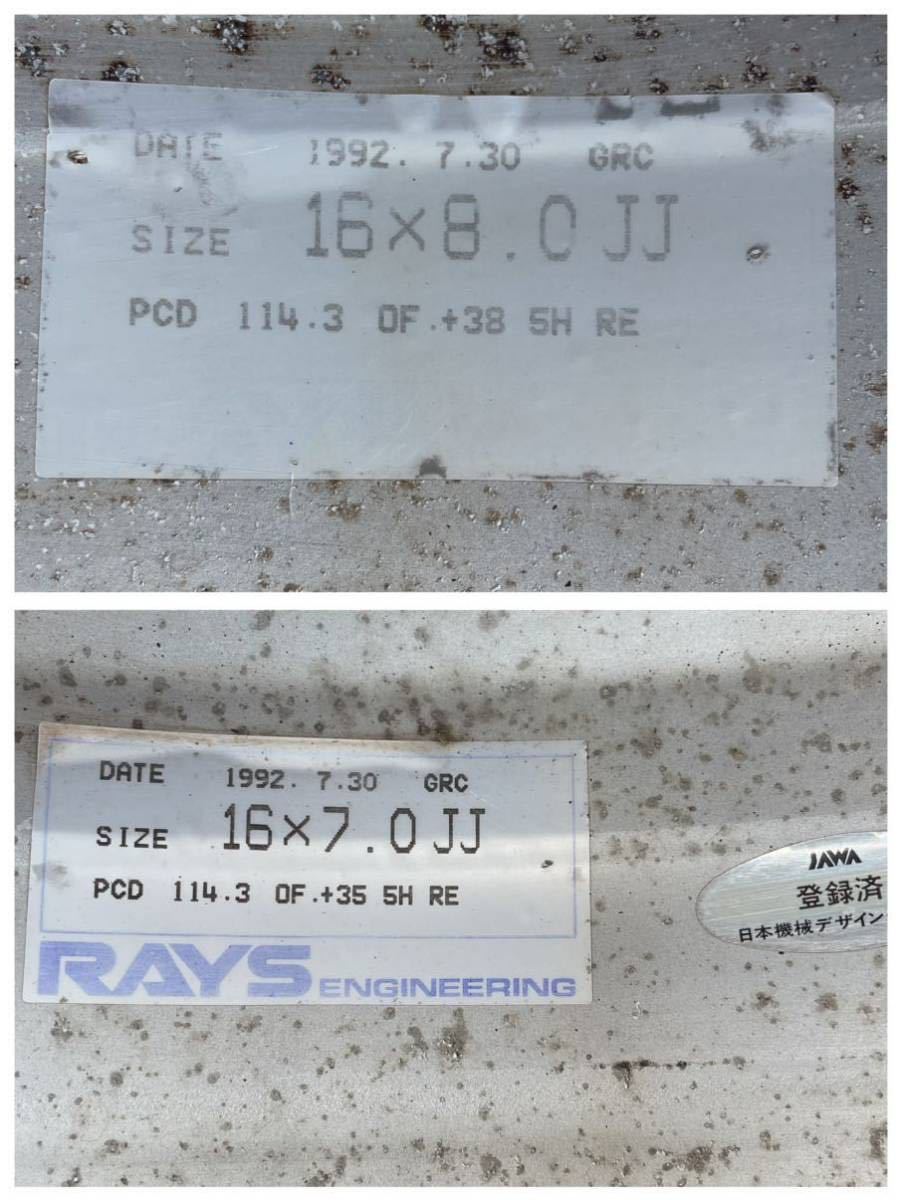 DATE 1992. 7.30 GRC
SIZE 16×8.0JJ
PCD 114.3 OF.+38 5H RE
DATE 1992. 7.30 GRC
SIZE 16×7.0JJ
PCD 114.3 OF.+35 5H RE
RAYS ENGINEERING
JAWA
登録済
日本機械デザイン